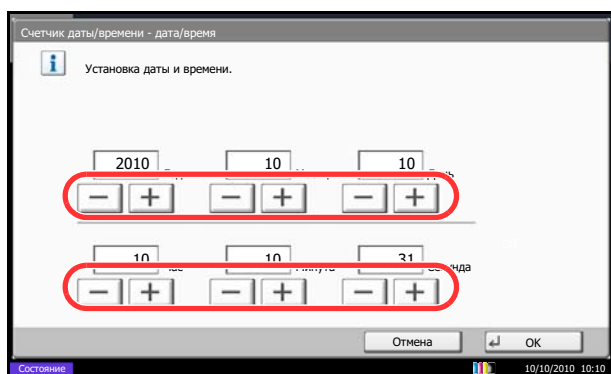 Счетчик даты/времени - дата/время
Установка даты и времени.
2010 10 10
10 10 31
Отмена OK
Состояние 10/10/2010 10:10